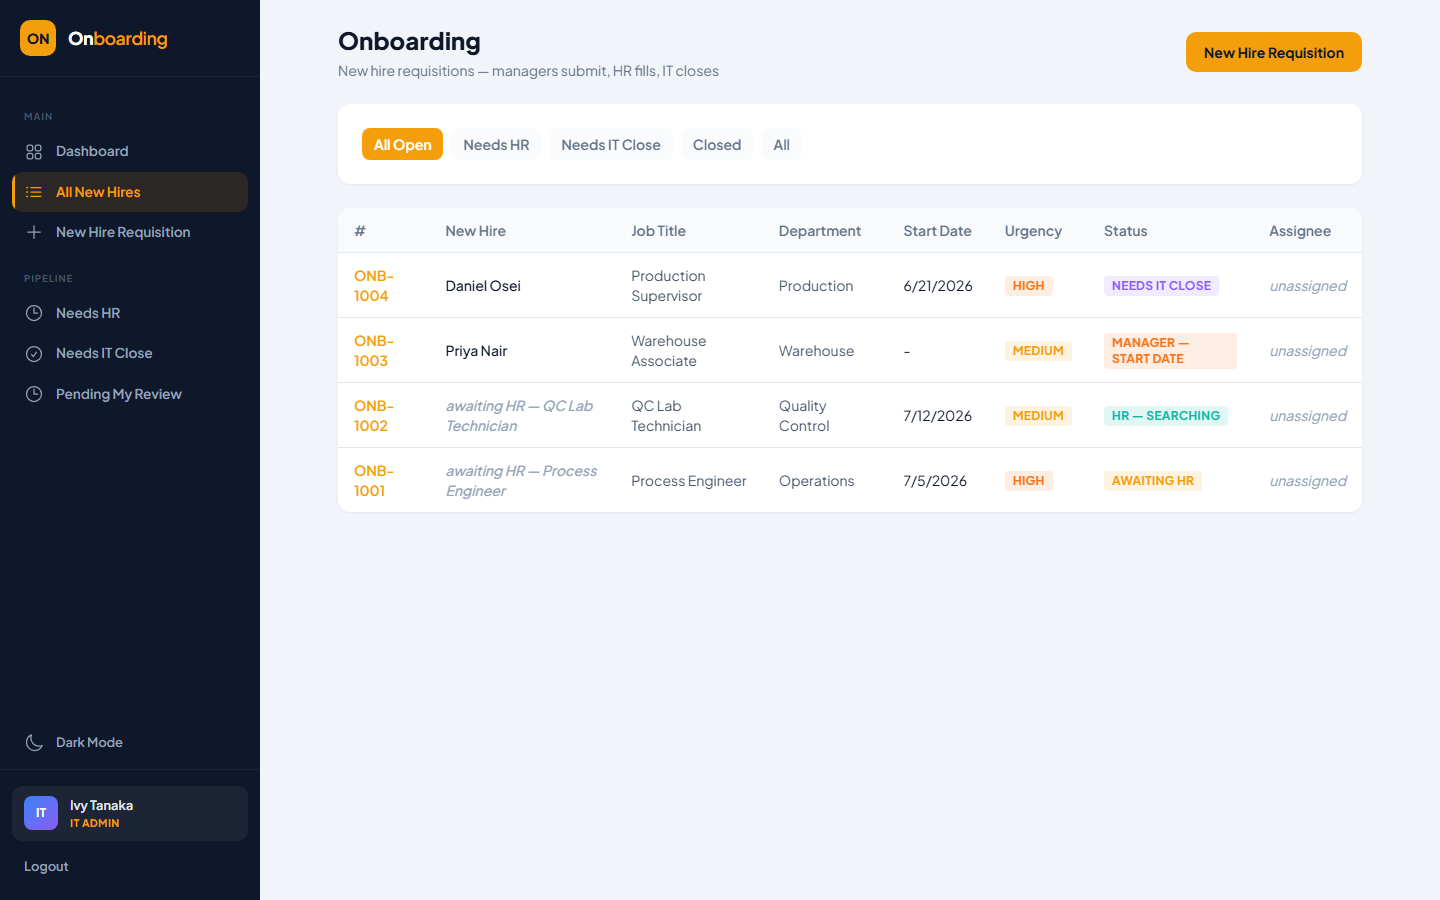 ON Onboarding
MAIN
Dashboard
All New Hires
New Hire Requisition
PIPELINE
Needs HR
Needs IT Close
Pending My Review
Dark Mode
IT
Ivy Tanaka
IT ADMIN
Logout
Onboarding
New hire requisitions — managers submit, HR fills, IT closes
New Hire Requisition
All Open Needs HR Needs IT Close Closed All
# New Hire Job Title Department Start Date Urgency Status Assignee
ONB-
1004
Daniel Osei
Production
Supervisor
Production
6/21/2026
HIGH
NEEDS IT CLOSE
unassigned
ONB-
1003
Priya Nair
Warehouse
Associate
Warehouse
-
MEDIUM
MANAGER —
START DATE
unassigned
ONB-
1002
awaiting HR — QC Lab
Technician
QC Lab
Technician
Quality
Control
7/12/2026
MEDIUM
HR — SEARCHING
unassigned
ONB-
1001
awaiting HR — Process
Engineer
Process Engineer
Operations
7/5/2026
HIGH
AWAITING HR
unassigned